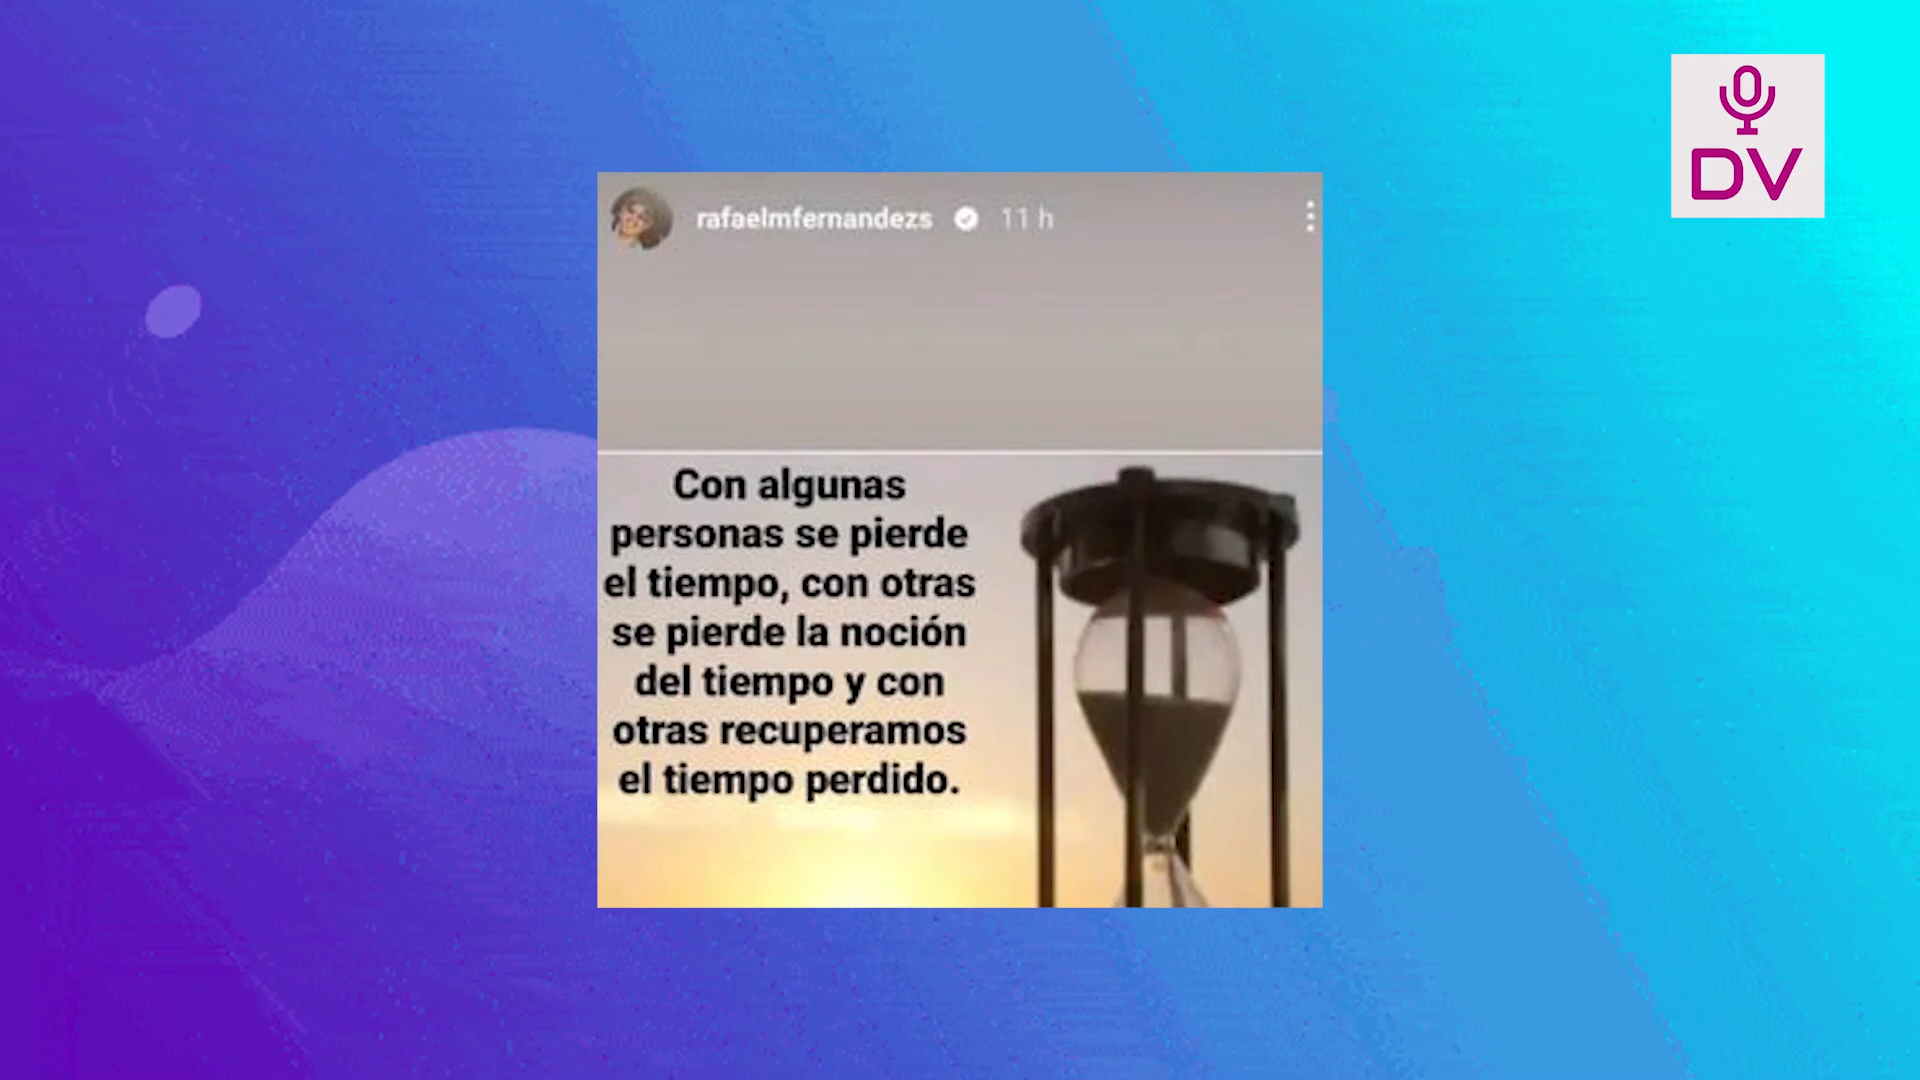 DV
rafaelmfernandezs 11 h
Con algunas
personas se pierde
el tiempo, con otras
se pierde la noción
del tiempo y con
otras recuperamos
el tiempo perdido.